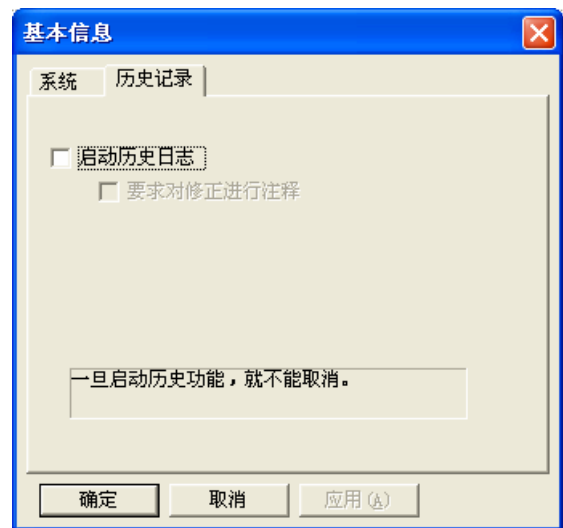 基本信息
系统 历史记录
启动历史日志
要求对修正进行注释
一旦启动历史功能，就不能取消。
确定 取消 应用(A)